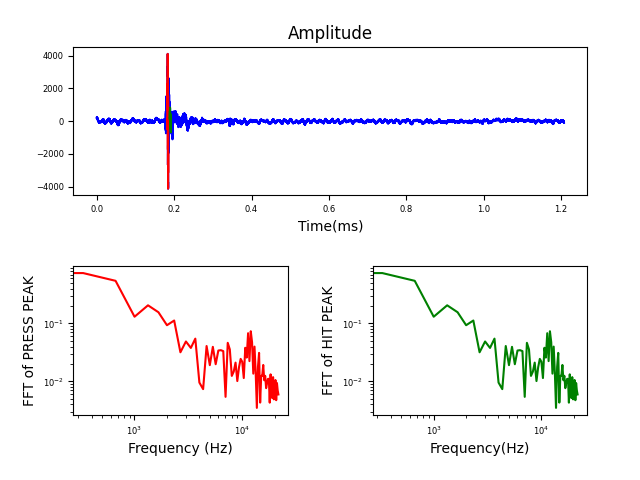 Amplitude
4000
2000
0
−2000
−4000
0.0 0.2 0.4 0.6 0.8 1.0 1.2
Time(ms)
FFT of PRESS PEAK
10⁻¹
10⁻²
10³ 10⁴
Frequency (Hz)
FFT of HIT PEAK
10⁻¹
10⁻²
10³ 10⁴
Frequency(Hz)